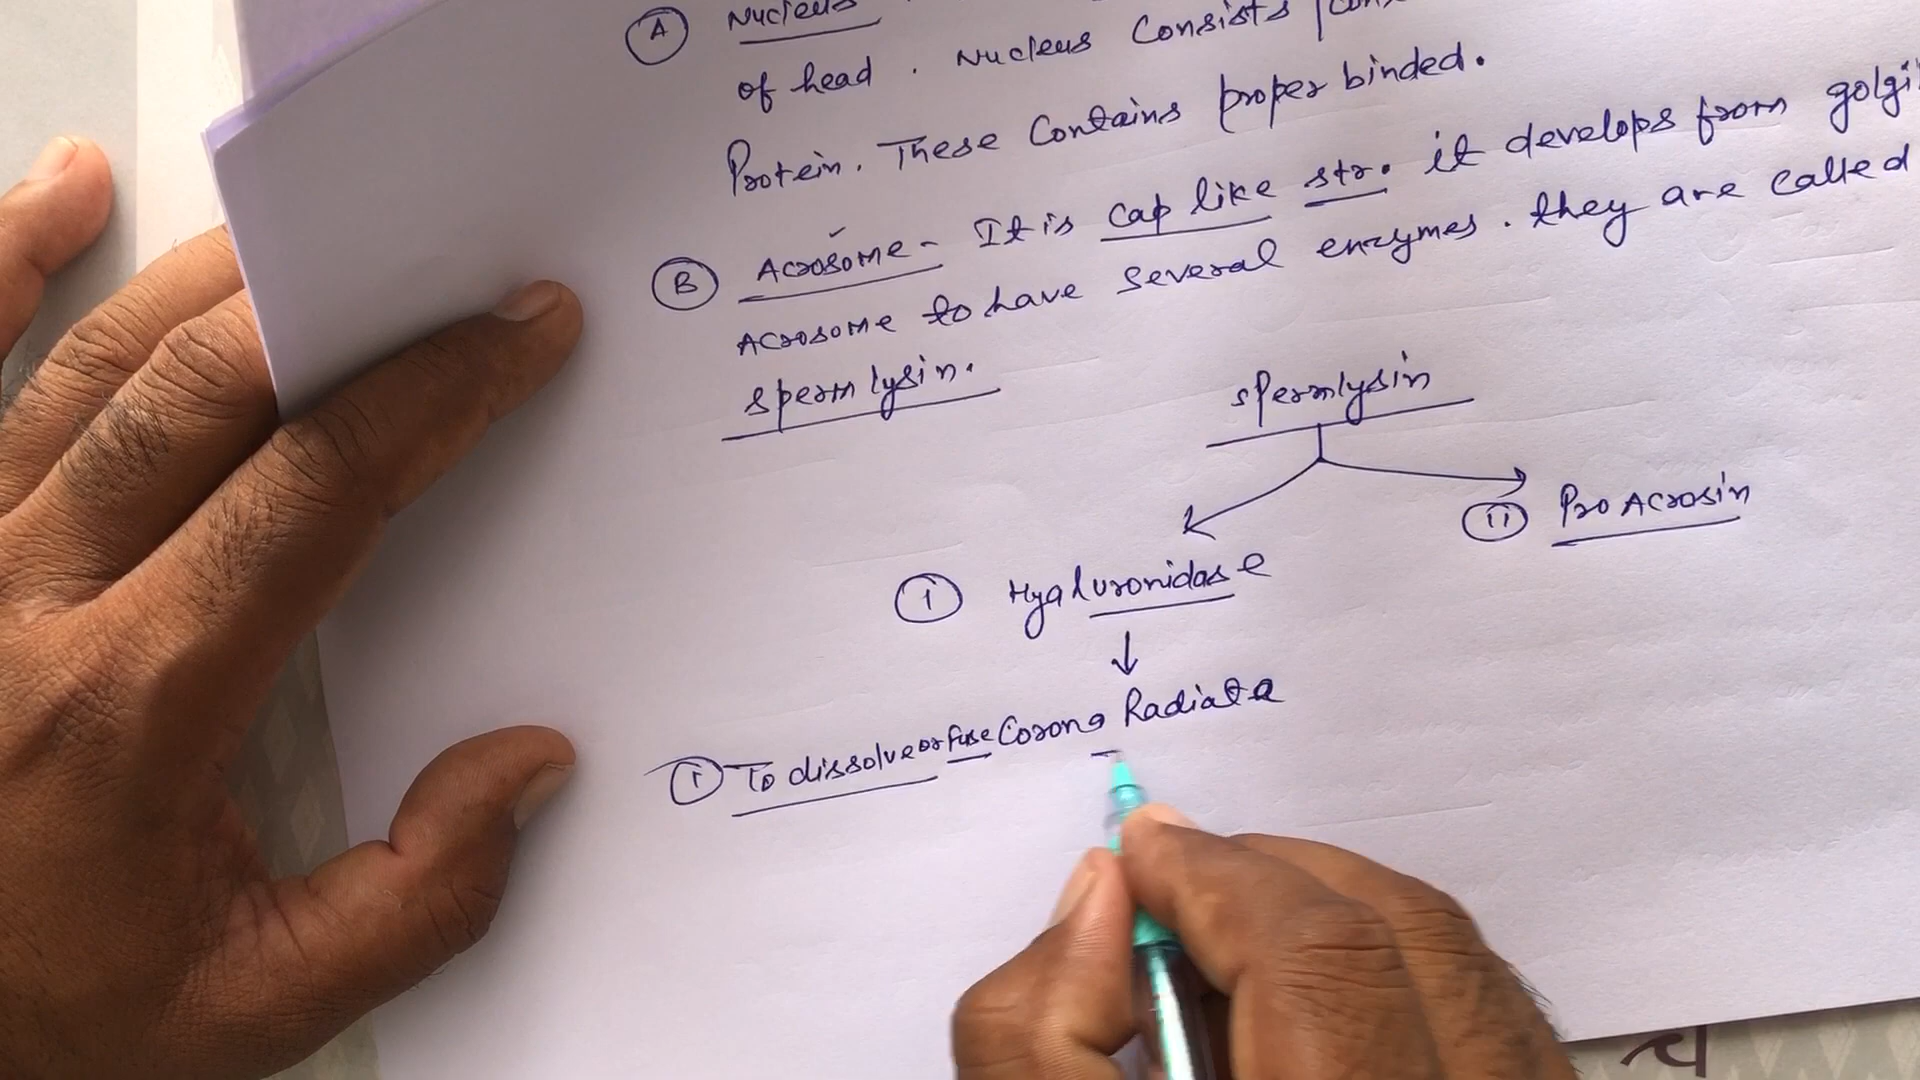 A Nucleus
of head. Nucleus Consists
Protein. These Contains proper binded.
B Acrosome - It is cap like str. it develops from golgi
Acrosome to have several enzymes. they are called
spermlysin.
spermlysin
i Hyaluronidase
ii Pro Acrosin
i To dissolve or fuse Corona Radiata